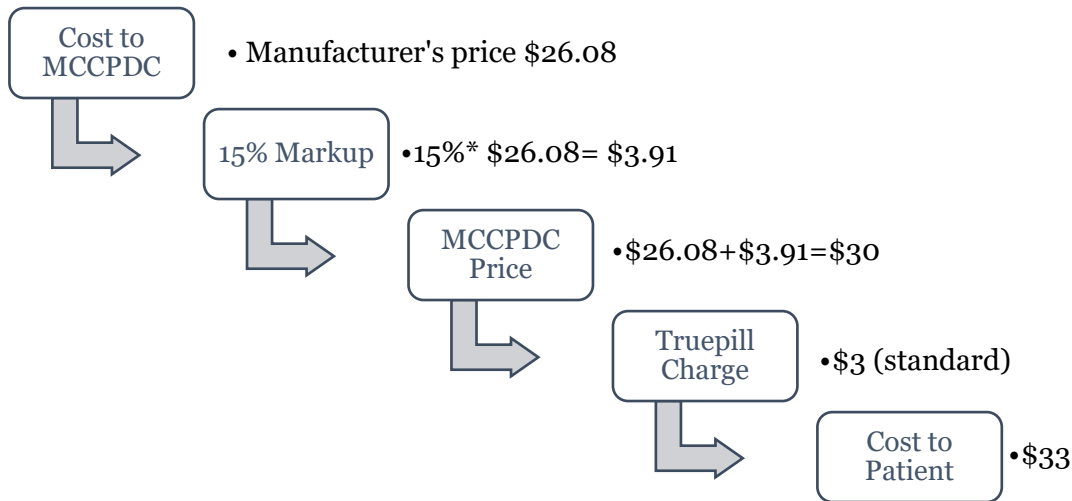 Cost to
MCCPDC
• Manufacturer's price $26.08
15% Markup
•15%* $26.08= $3.91
MCCPDC
Price
•$26.08+$3.91=$30
Truepill
Charge
•$3 (standard)
Cost to
Patient
•$33